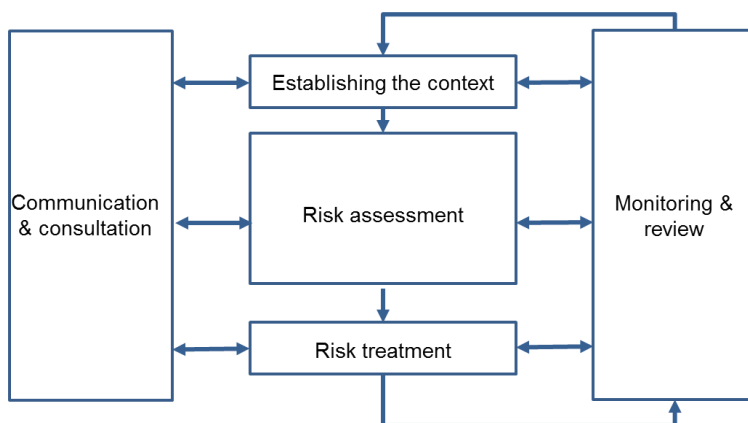 Establishing the context
Communication
& consultation
Risk assessment
Monitoring &
review
Risk treatment